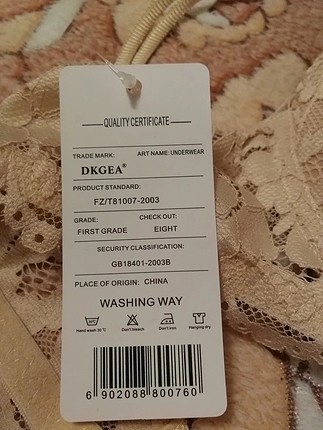 QUALITY CERTIFICATE
TRADE MARK: ART NAME: UNDERWEAR
DKGEA®
PRODUCT STANDARD:
FZ/T81007-2003
GRADE: CHECK OUT:
FIRST GRADE EIGHT
SECURITY CLASSIFICATION:
GB18401-2003B
PLACE OF ORIGIN: CHINA
WASHING WAY
Hand wash 30 ℃ Don't bleach Don't iron Hanging dry
6 902088 800760